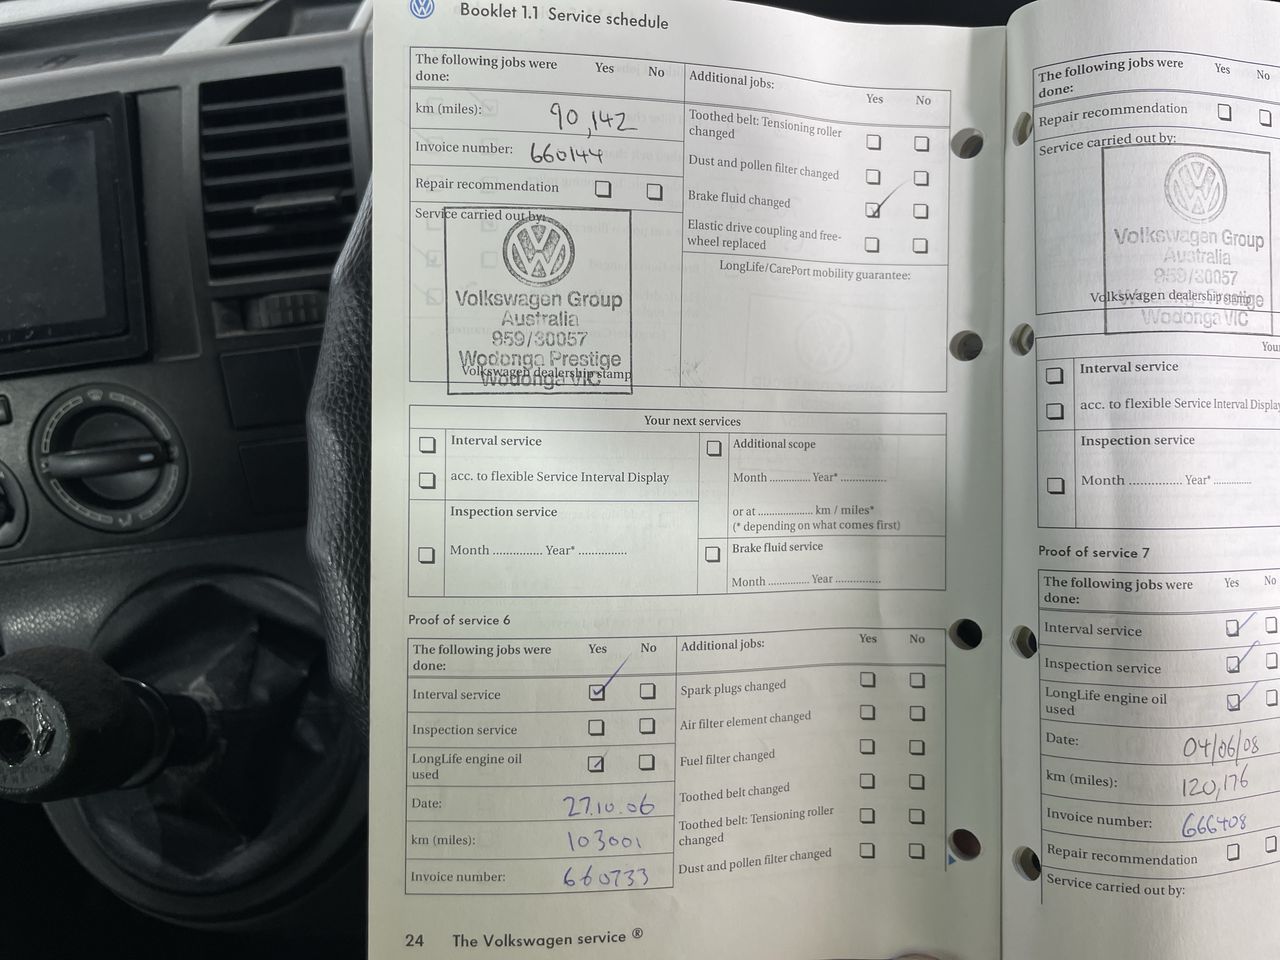 Booklet 1.1 Service schedule
The following jobs were
done:
Yes No
km (miles): 90,142
Invoice number: 660144
Repair recommendation
Service carried out by:
Volkswagen Group
Australia
959/30057
Wodonga Prestige
Volkswagen dealership stamp
Wodonga VIC
Additional jobs:
Yes No
Toothed belt: Tensioning roller
changed
Dust and pollen filter changed
Brake fluid changed
Elastic drive coupling and free-
wheel replaced
LongLife/CarePort mobility guarantee:
Your next services
Interval service
acc. to flexible Service Interval Display
Inspection service
Month ............... Year* ...............
Additional scope
Month .............. Year* ...............
or at .................... km / miles*
(* depending on what comes first)
Brake fluid service
Month .............. Year ...............
Proof of service 6
The following jobs were
done:
Yes No
Interval service
Inspection service
LongLife engine oil
used
Date: 27.10.06
km (miles): 103001
Invoice number: 660733
Additional jobs:
Yes No
Spark plugs changed
Air filter element changed
Fuel filter changed
Toothed belt changed
Toothed belt: Tensioning roller
changed
Dust and pollen filter changed
24 The Volkswagen service ®
The following jobs were
done:
Yes No
Repair recommendation
Service carried out by:
Volkswagen Group
Australia
959/30057
Volkswagen dealership stamp
Wodonga VIC
Your
Interval service
acc. to flexible Service Interval Display
Inspection service
Month ............... Year* ...............
Proof of service 7
The following jobs were
done:
Yes No
Interval service
Inspection service
LongLife engine oil
used
Date: 04/06/08
km (miles): 120,176
Invoice number: 666408
Repair recommendation
Service carried out by: